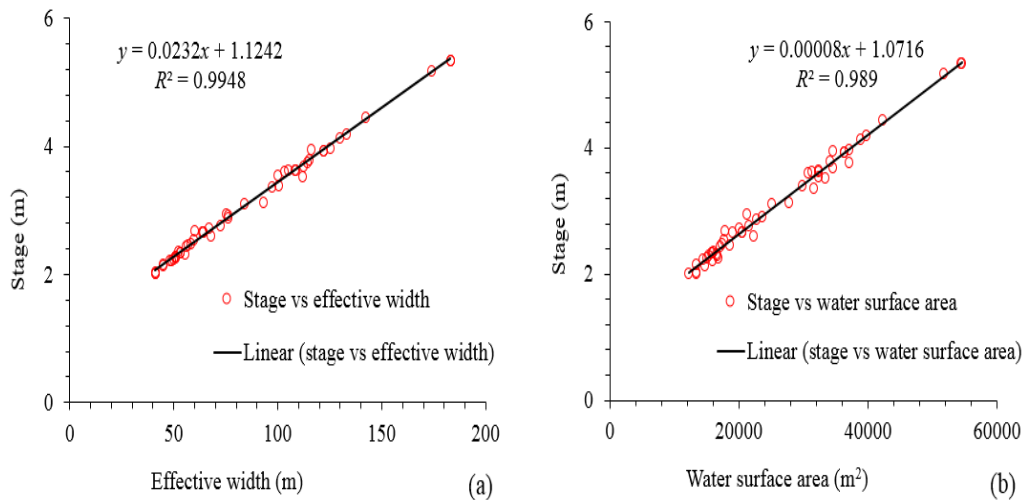 y = 0.0232x + 1.1242
R² = 0.9948
6
4
2
0
Stage (m)
Stage vs effective width
Linear (stage vs effective width)
0 50 100 150 200
Effective width (m)
(a)
y = 0.00008x + 1.0716
R² = 0.989
6
4
2
0
Stage (m)
Stage vs water surface area
Linear (stage vs water surface area)
0 20000 40000 60000
Water surface area (m²)
(b)